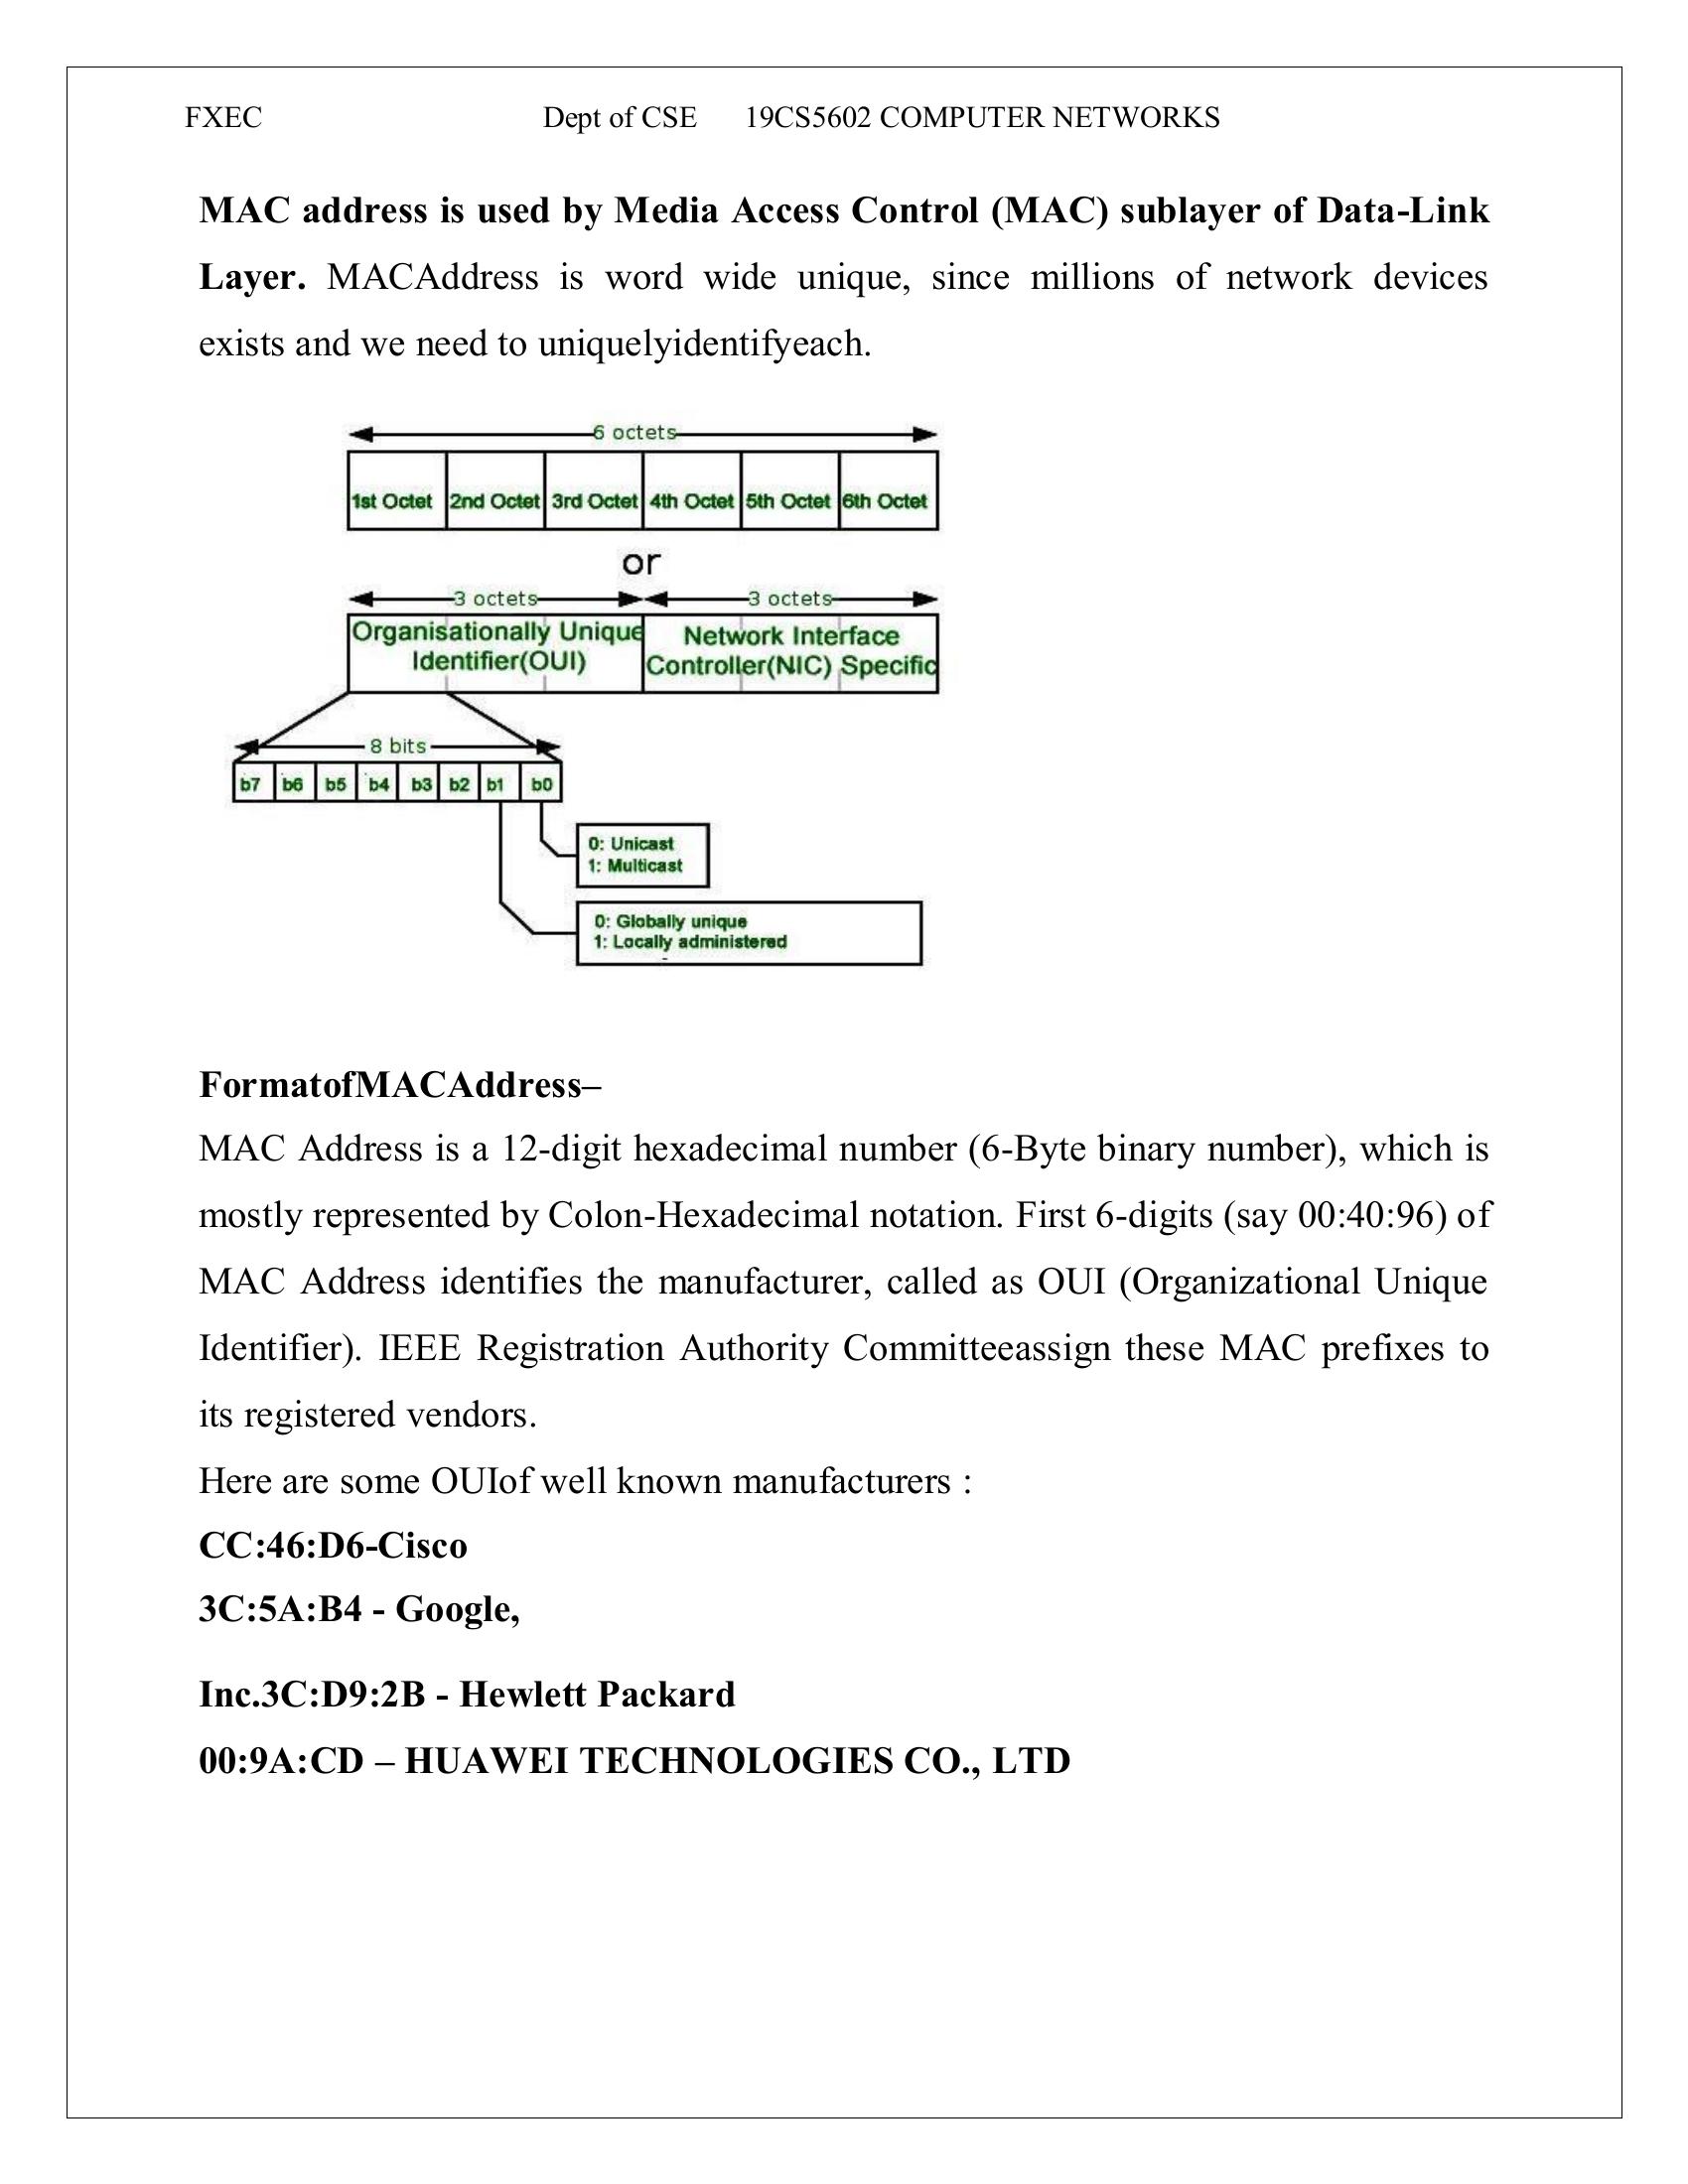 FXEC Dept of CSE 19CS5602 COMPUTER NETWORKS
MAC address is used by Media Access Control (MAC) sublayer of Data-Link
Layer. MACAddress is word wide unique, since millions of network devices
exists and we need to uniquelyidentifyeach.
6 octets
1st Octet 2nd Octet 3rd Octet 4th Octet 5th Octet 6th Octet
or
3 octets 3 octets
Organisationally Unique
Identifier(OUI)
Network Interface
Controller(NIC) Specific
8 bits
b7 b6 b5 b4 b3 b2 b1 b0
0: Unicast
1: Multicast
0: Globally unique
1: Locally administered
FormatofMACAddress–
MAC Address is a 12-digit hexadecimal number (6-Byte binary number), which is
mostly represented by Colon-Hexadecimal notation. First 6-digits (say 00:40:96) of
MAC Address identifies the manufacturer, called as OUI (Organizational Unique
Identifier). IEEE Registration Authority Committeeassign these MAC prefixes to
its registered vendors.
Here are some OUIof well known manufacturers :
CC:46:D6-Cisco
3C:5A:B4 - Google,
Inc.3C:D9:2B - Hewlett Packard
00:9A:CD – HUAWEI TECHNOLOGIES CO., LTD